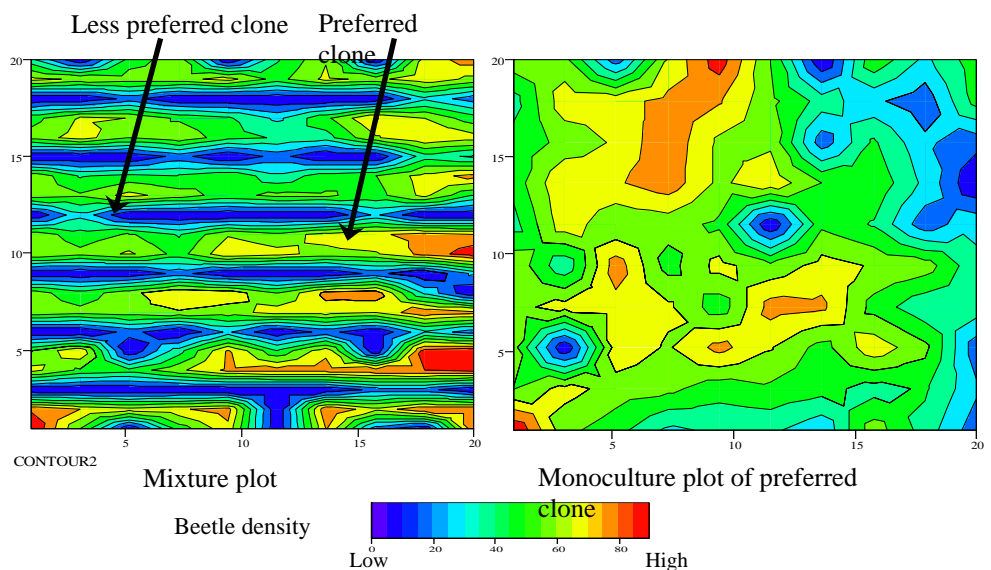 Less preferred clone
Preferred
clone
20
15
10
5
5
10
15
20
CONTOUR2
Mixture plot
20
15
10
5
5
10
15
20
Monoculture plot of preferred
clone
Beetle density
0
20
40
60
80
Low
High